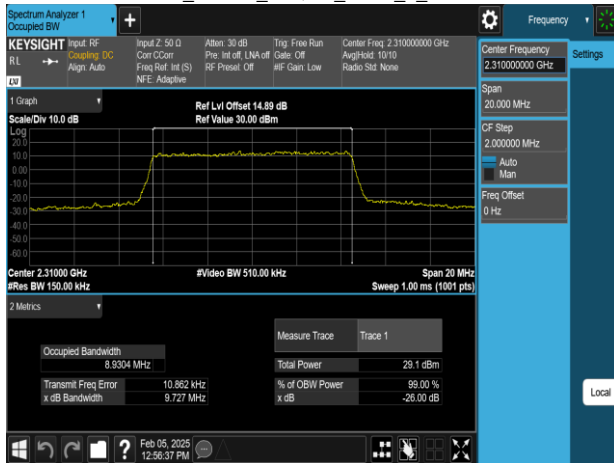 Spectrum Analyzer 1
Occupied BW
Frequency
KEYSIGHT
Input: RF
Input Z: 50 Ω
Atten: 30 dB
Trig: Free Run
Center Freq: 2.310000000 GHz
RL
Coupling: DC
Corr CCorr
Pre: Int off, LNA off
Gate: Off
Avg|Hold: 10/10
Align: Auto
Freq Ref: Int (S)
RF Preset: Off
#IF Gain: Low
Radio Std: None
LXI
NFE: Adaptive
Center Frequency
2.310000000 GHz
Settings
Span
20.000 MHz
CF Step
2.000000 MHz
Auto
Man
Freq Offset
0 Hz
Local
1 Graph
Ref Lvl Offset 14.89 dB
Scale/Div 10.0 dB
Ref Value 30.00 dBm
Log
20.0
10.0
0.00
-10.0
-20.0
-30.0
-40.0
-50.0
-60.0
Center 2.31000 GHz
#Video BW 510.00 kHz
Span 20 MHz
#Res BW 150.00 kHz
Sweep 1.00 ms (1001 pts)
2 Metrics
Measure Trace
Trace 1
Occupied Bandwidth
8.9304 MHz
Total Power
29.1 dBm
Transmit Freq Error
10.862 kHz
% of OBW Power
99.00 %
x dB Bandwidth
9.727 MHz
x dB
-26.00 dB
Feb 05, 2025
12:56:37 PM